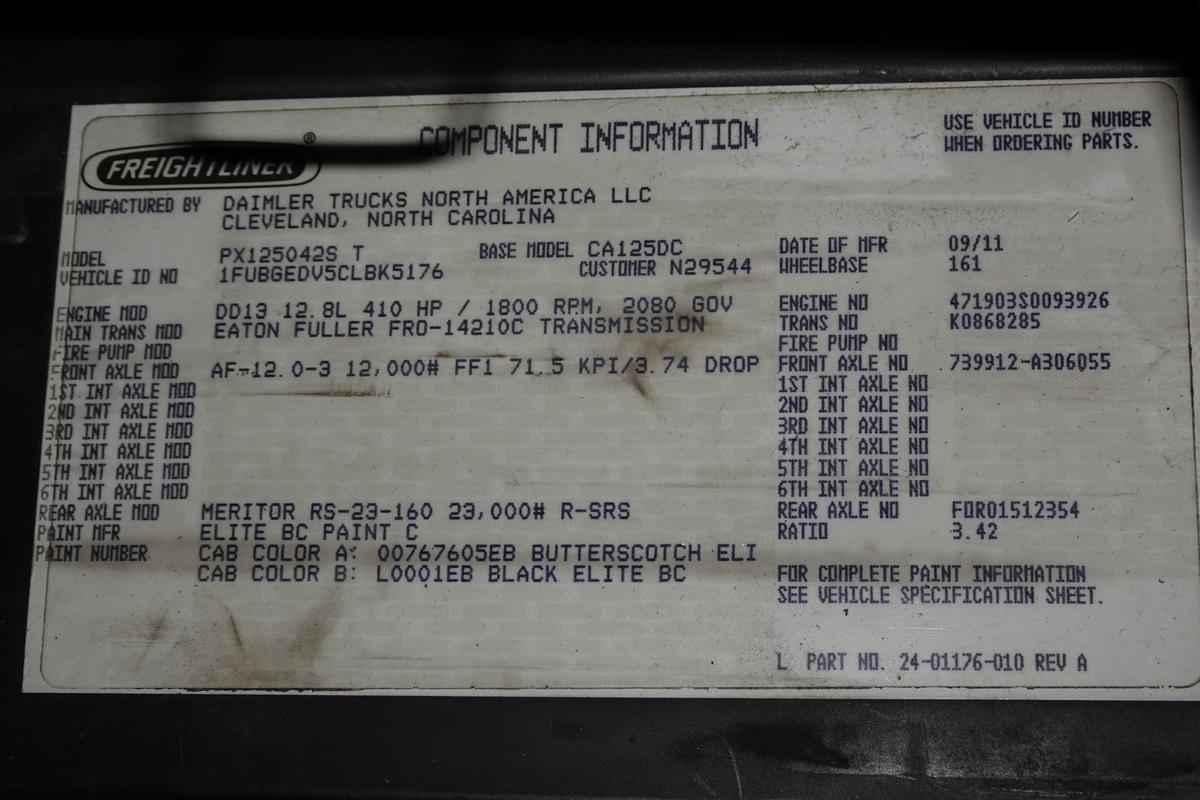 FREIGHTLINER®
COMPONENT INFORMATION
USE VEHICLE ID NUMBER
WHEN ORDERING PARTS.
MANUFACTURED BY DAIMLER TRUCKS NORTH AMERICA LLC
CLEVELAND, NORTH CAROLINA
MODEL PX125042S T BASE MODEL CA125DC DATE OF MFR 09/11
VEHICLE ID NO 1FUBGEDV5CLBK5176 CUSTOMER N29544 WHEELBASE 161
ENGINE MOD DD13 12.8L 410 HP / 1800 RPM, 2080 GOV ENGINE NO 471903S0093926
MAIN TRANS MOD EATON FULLER FRO-14210C TRANSMISSION TRANS NO K0868285
FIRE PUMP MOD FIRE PUMP NO
FRONT AXLE MOD AF-12.0-3 12,000# FF1 71.5 KPI/3.74 DROP FRONT AXLE NO 739912-A306055
1ST INT AXLE MOD 1ST INT AXLE NO
2ND INT AXLE MOD 2ND INT AXLE NO
3RD INT AXLE MOD 3RD INT AXLE NO
4TH INT AXLE MOD 4TH INT AXLE NO
5TH INT AXLE MOD 5TH INT AXLE NO
6TH INT AXLE MOD 6TH INT AXLE NO
REAR AXLE MOD MERITOR RS-23-160 23,000# R-SRS REAR AXLE NO FOR01512354
PAINT MFR ELITE BC PAINT C RATIO 3.42
PAINT NUMBER CAB COLOR A: 00767605EB BUTTERSCOTCH ELI
CAB COLOR B: L0001EB BLACK ELITE BC
FOR COMPLETE PAINT INFORMATION
SEE VEHICLE SPECIFICATION SHEET.
L PART NO. 24-01176-010 REV A